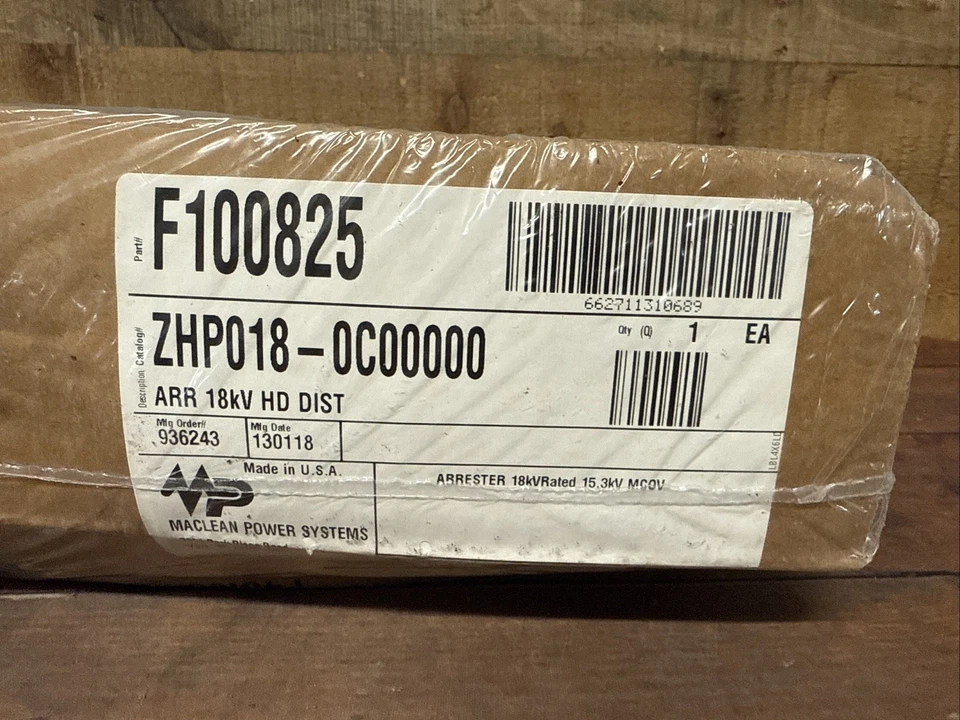 Part#
F100825
662711310689
Catalog#
ZHP018-0C00000
Qty (Q) 1 EA
Description
ARR 18kV HD DIST
Mfg Order#
936243
Mfg Date
130118
LBL4X6LD
Made in U.S.A.
MP
MACLEAN POWER SYSTEMS
ARRESTER 18kVRated 15.3kV MCOV